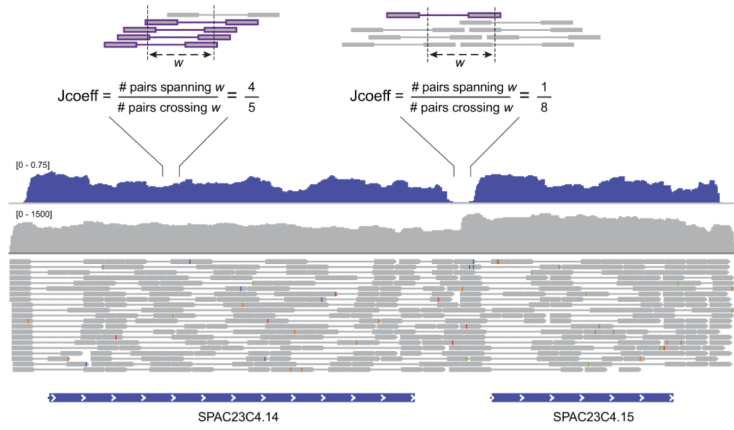 w
w
Jcoeff = # pairs spanning w / # pairs crossing w = 4 / 5
Jcoeff = # pairs spanning w / # pairs crossing w = 1 / 8
[0 - 0.75]
[0 - 1500]
SPAC23C4.14
SPAC23C4.15